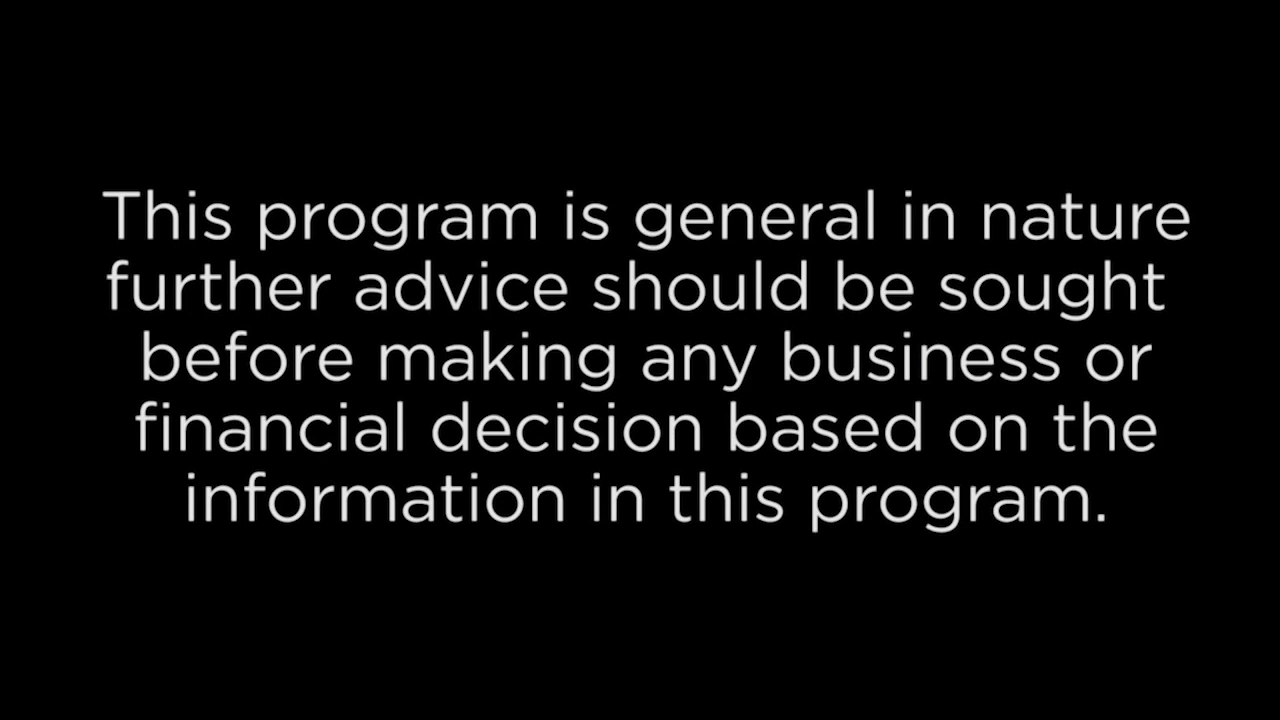 This program is general in nature
further advice should be sought
before making any business or
financial decision based on the
information in this program.